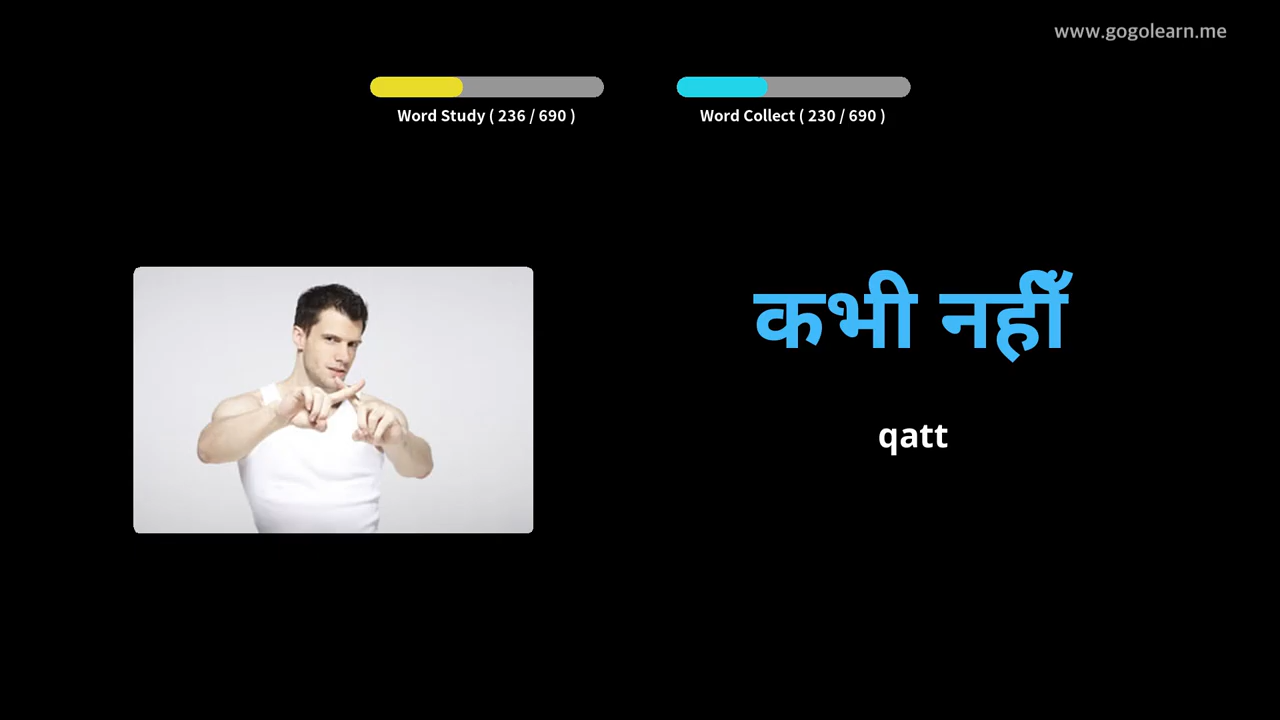 www.gogolearn.me
Word Study ( 236 / 690 )
Word Collect ( 230 / 690 )
कभी नहीँ
qatt